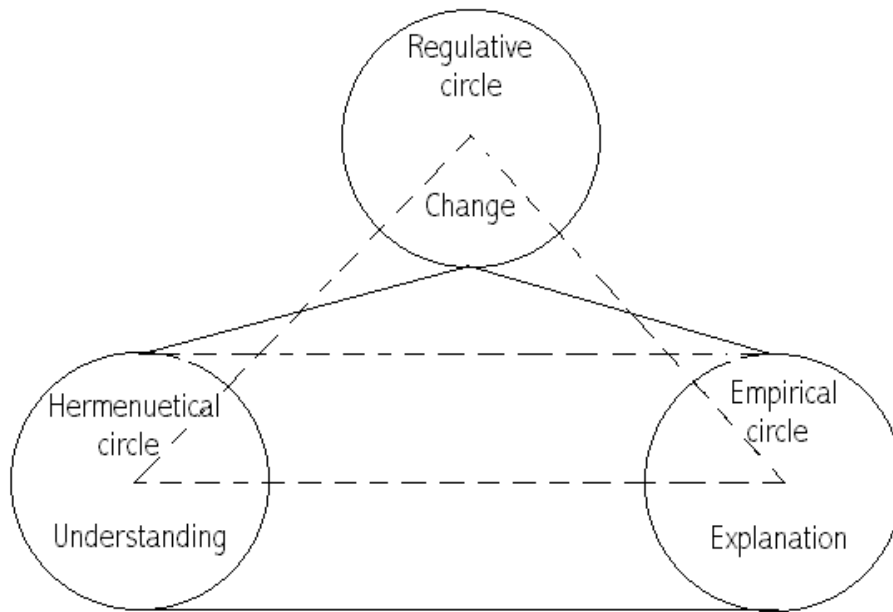 Regulative
circle
Change
Hermenuetical
circle
Understanding
Empirical
circle
Explanation